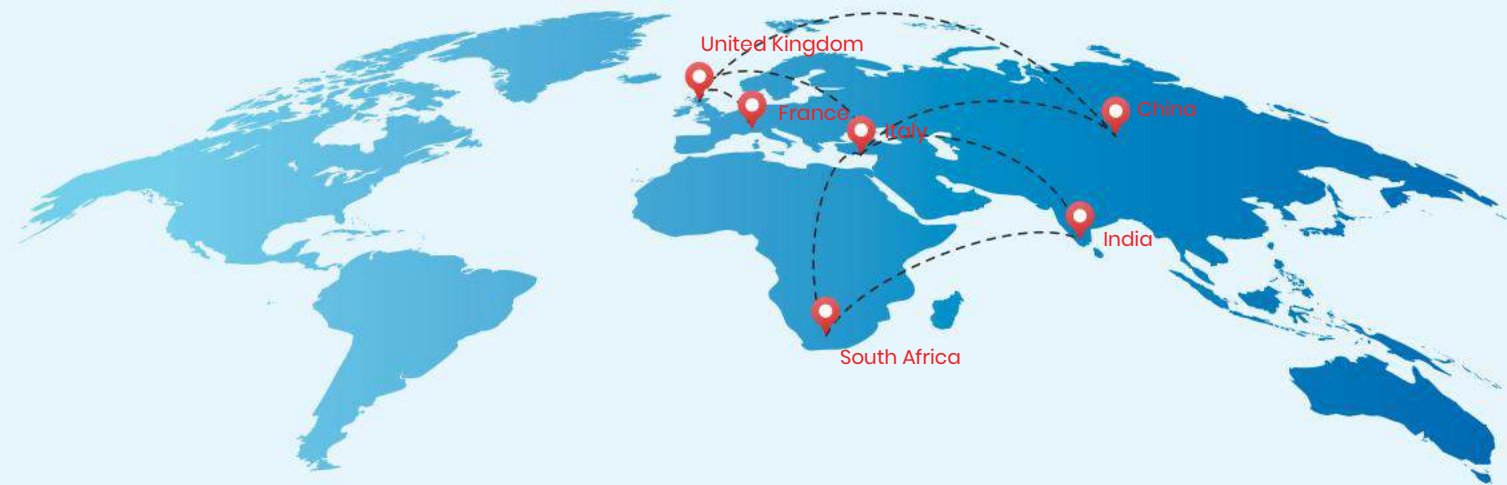 United Kingdom
France
China
Italy
India
South Africa